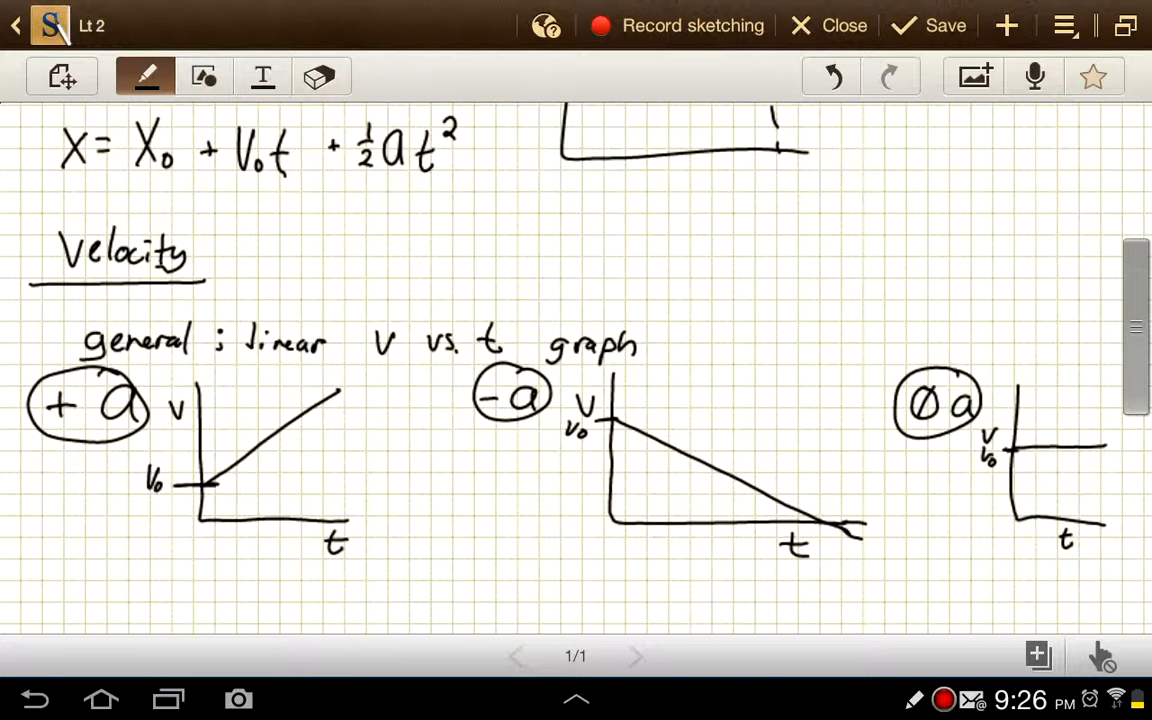 S Lt 2 Record sketching Close Save
T
X = X₀ + V₀t + ½at²
Velocity
general ; linear V vs. t graph
+ a
V
V₀
t
- a
V
V₀
t
∅ a
V
V₀
t
1/1
@ 9:26 PM